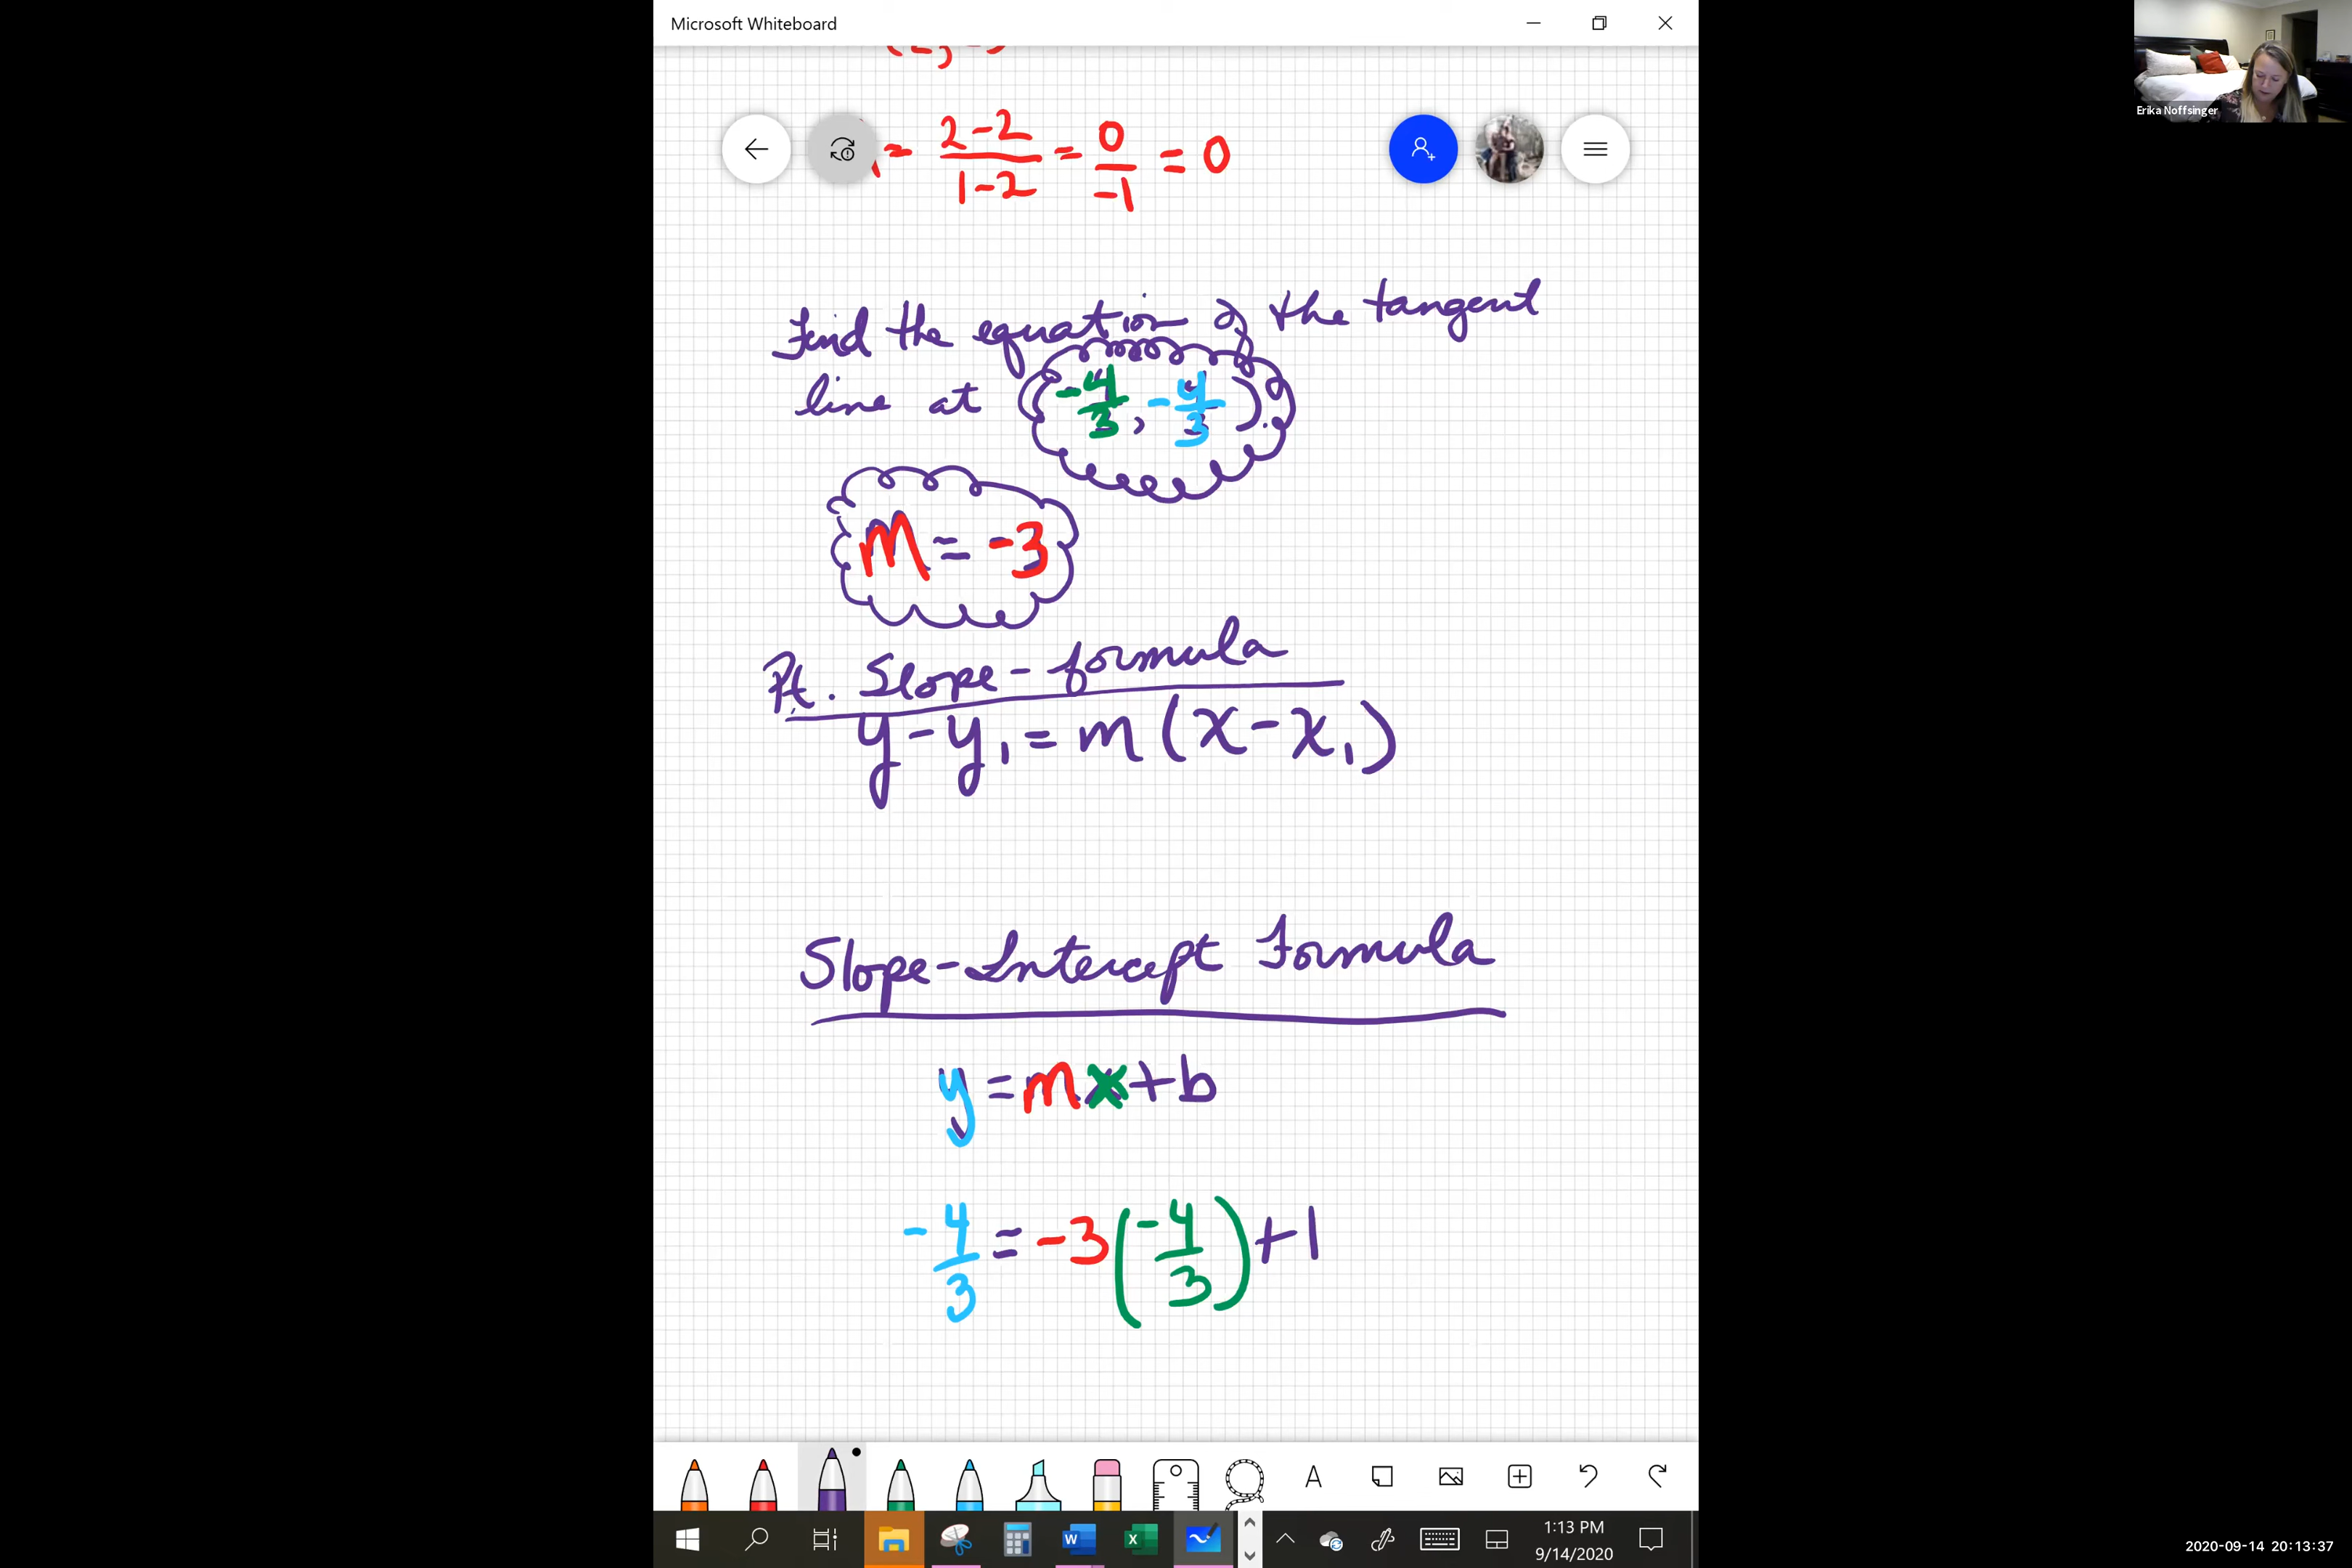 Microsoft Whiteboard
= 2-2/1-2 = 0/-1 = 0
Erika Noffsinger
Find the equation of the tangent
line at (-4/3, -4/3).
m = -3
Pt. Slope-formula
y-y₁=m(x-x₁)
Slope-Intercept Formula
y=mx+b
-4/3 = -3(-4/3)+1
A
W
X
1:13 PM
9/14/2020
2020-09-14 20:13:37